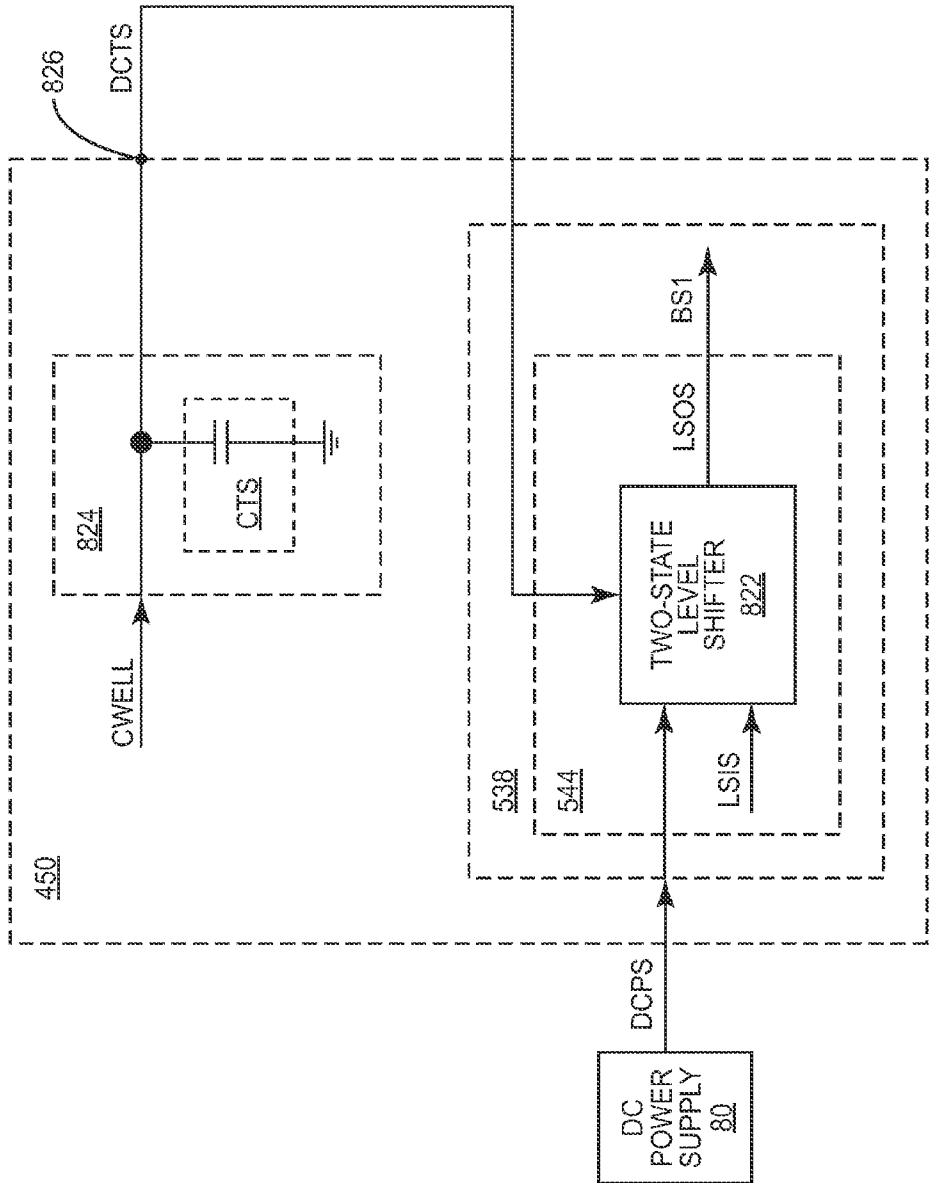 450
CWELL
824
CTS
826
DCTS
DC
POWER
SUPPLY
80
DCPS
538
544
LSIS
TWO-STATE
LEVEL
SHIFTER
822
LSOS
BS1